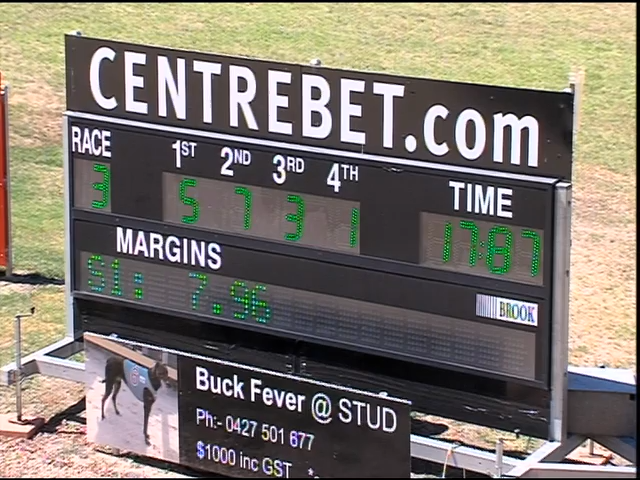 CENTREBET.com
RACE 1ST 2ND 3RD 4TH TIME
3 5 7 3 1 17:87
MARGINS
S1: 7.96
BROOK
Buck Fever @ STUD
Ph:- 0427 501 677
$1000 inc GST